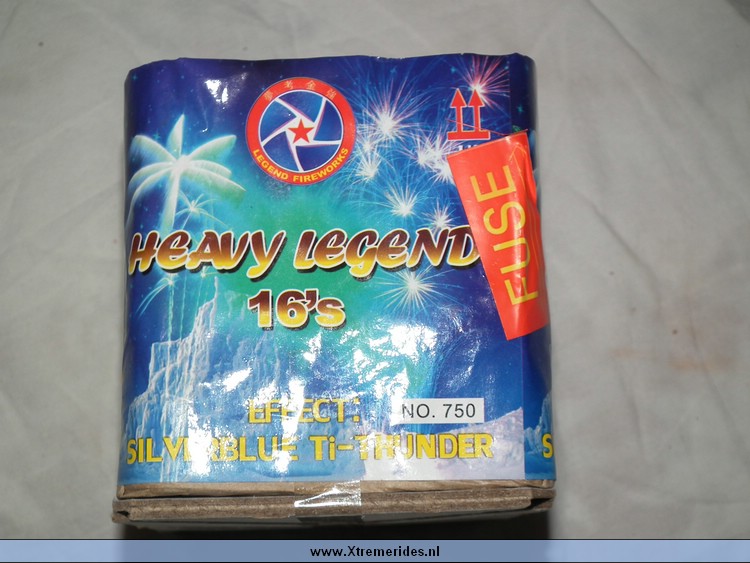 LEGEND FIREWORKS
FUSE
HEAVY LEGEND
16's
EFFECT:
NO. 750
SILVERBLUE Ti-THUNDER
S
www.Xtremerides.nl